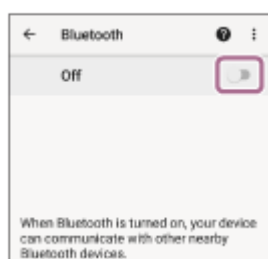 Bluetooth
Off
When Bluetooth is turned on, your device
can communicate with other nearby
Bluetooth devices.